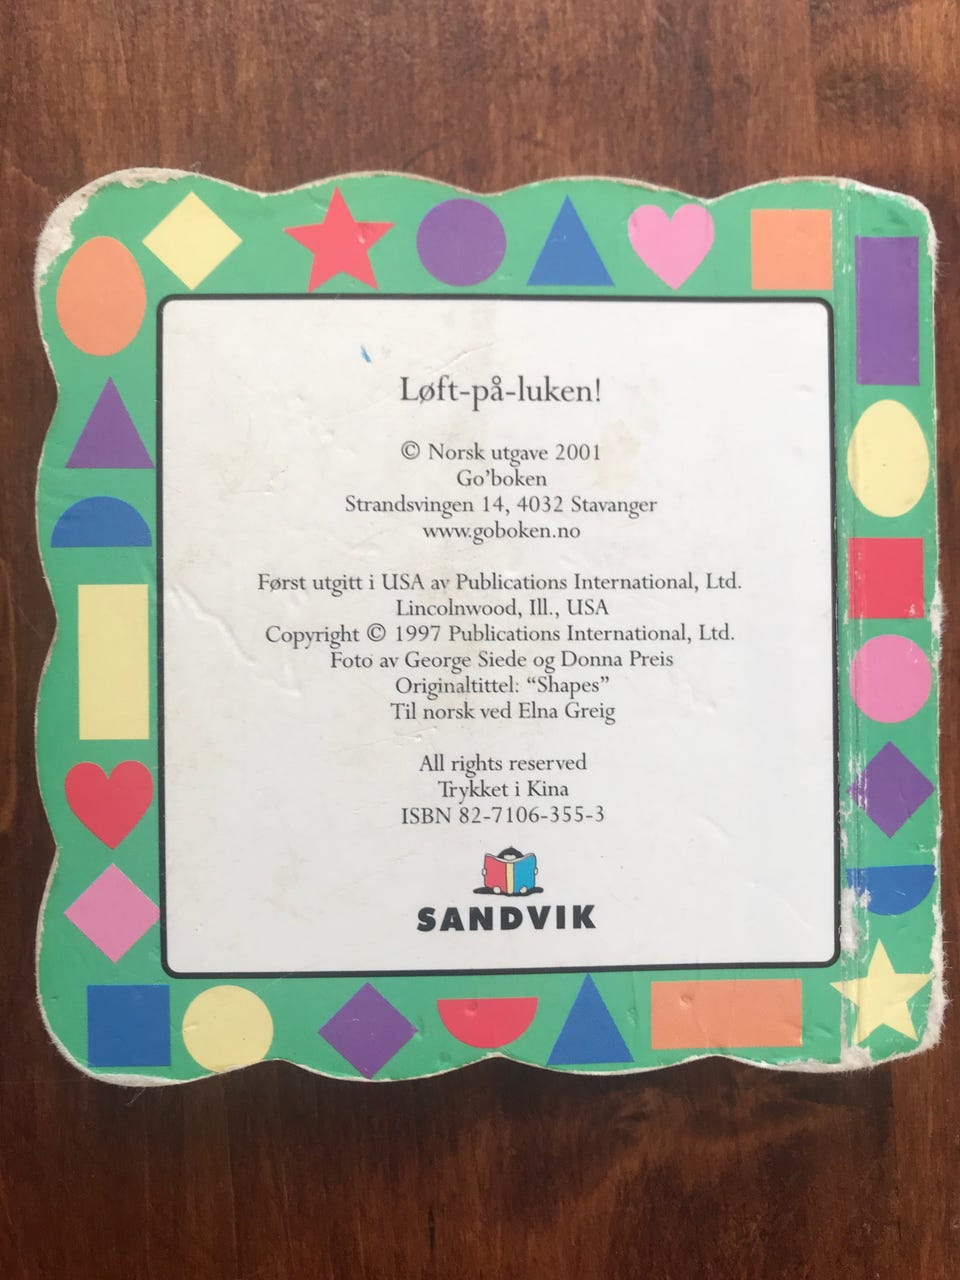 Løft-på-luken!
© Norsk utgave 2001
Go'boken
Strandsvingen 14, 4032 Stavanger
www.goboken.no
Først utgitt i USA av Publications International, Ltd.
Lincolnwood, Ill., USA
Copyright © 1997 Publications International, Ltd.
Foto av George Siede og Donna Preis
Originaltittel: “Shapes”
Til norsk ved Elna Greig
All rights reserved
Trykket i Kina
ISBN 82-7106-355-3
SANDVIK